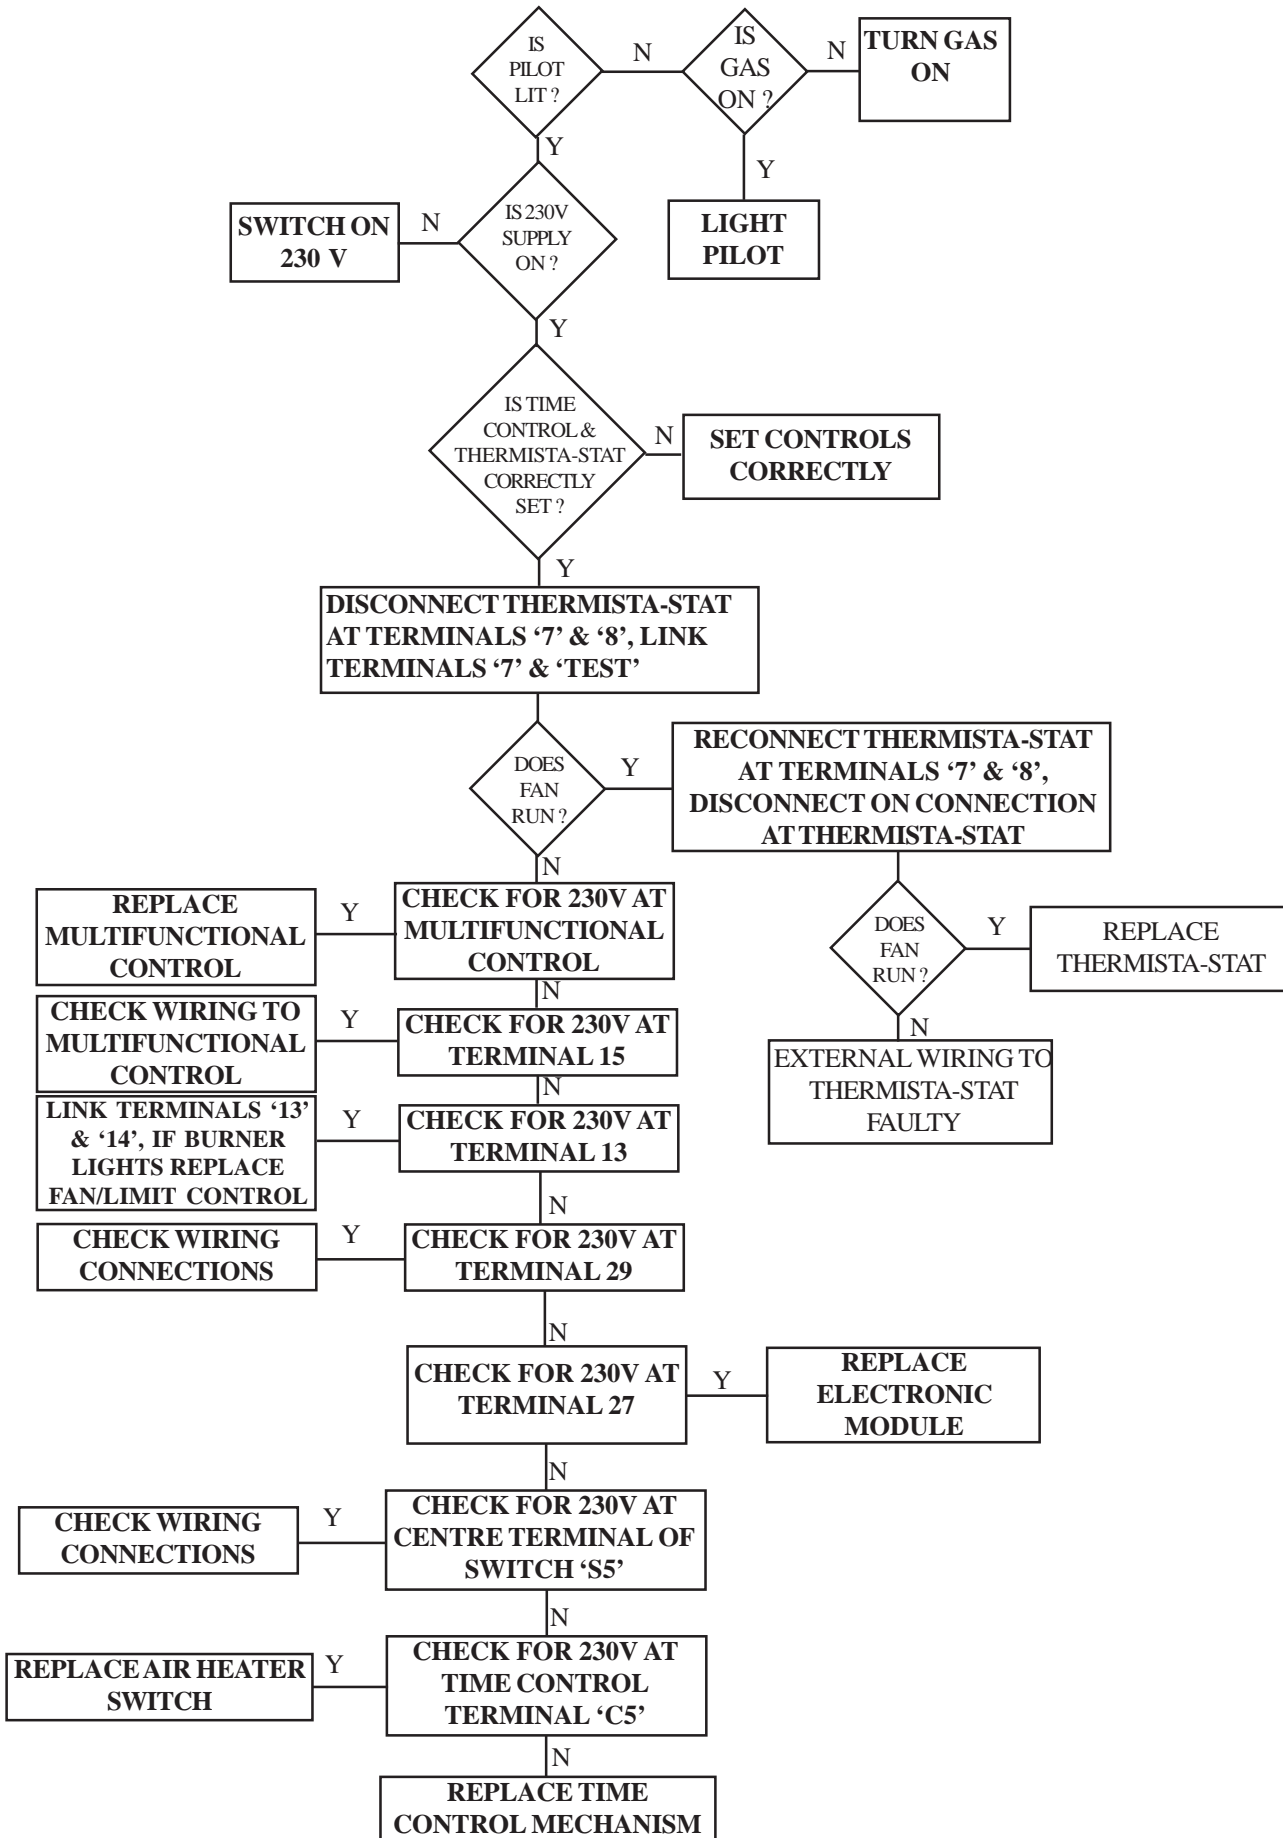 IS
PILOT
LIT ?
N
IS
GAS
ON ?
N
TURN GAS
ON
Y
Y
LIGHT
PILOT
SWITCH ON
230 V
N
IS 230V
SUPPLY
ON ?
Y
IS TIME
CONTROL &
THERMISTA-STAT
CORRECTLY
SET ?
N
SET CONTROLS
CORRECTLY
Y
DISCONNECT THERMISTA-STAT
AT TERMINALS ‘7’ & ‘8’, LINK
TERMINALS ‘7’ & ‘TEST’
DOES
FAN
RUN ?
Y
RECONNECT THERMISTA-STAT
AT TERMINALS ‘7’ & ‘8’,
DISCONNECT ON CONNECTION
AT THERMISTA-STAT
N
DOES
FAN
RUN ?
Y
REPLACE
THERMISTA-STAT
N
EXTERNAL WIRING TO
THERMISTA-STAT
FAULTY
REPLACE
MULTIFUNCTIONAL
CONTROL
Y
CHECK FOR 230V AT
MULTIFUNCTIONAL
CONTROL
N
CHECK WIRING TO
MULTIFUNCTIONAL
CONTROL
Y
CHECK FOR 230V AT
TERMINAL 15
N
LINK TERMINALS ‘13’
& ‘14’, IF BURNER
LIGHTS REPLACE
FAN/LIMIT CONTROL
Y
CHECK FOR 230V AT
TERMINAL 13
N
CHECK WIRING
CONNECTIONS
Y
CHECK FOR 230V AT
TERMINAL 29
N
CHECK FOR 230V AT
TERMINAL 27
Y
REPLACE
ELECTRONIC
MODULE
N
CHECK WIRING
CONNECTIONS
Y
CHECK FOR 230V AT
CENTRE TERMINAL OF
SWITCH ‘S5’
N
REPLACE AIR HEATER
SWITCH
Y
CHECK FOR 230V AT
TIME CONTROL
TERMINAL ‘C5’
N
REPLACE TIME
CONTROL MECHANISM